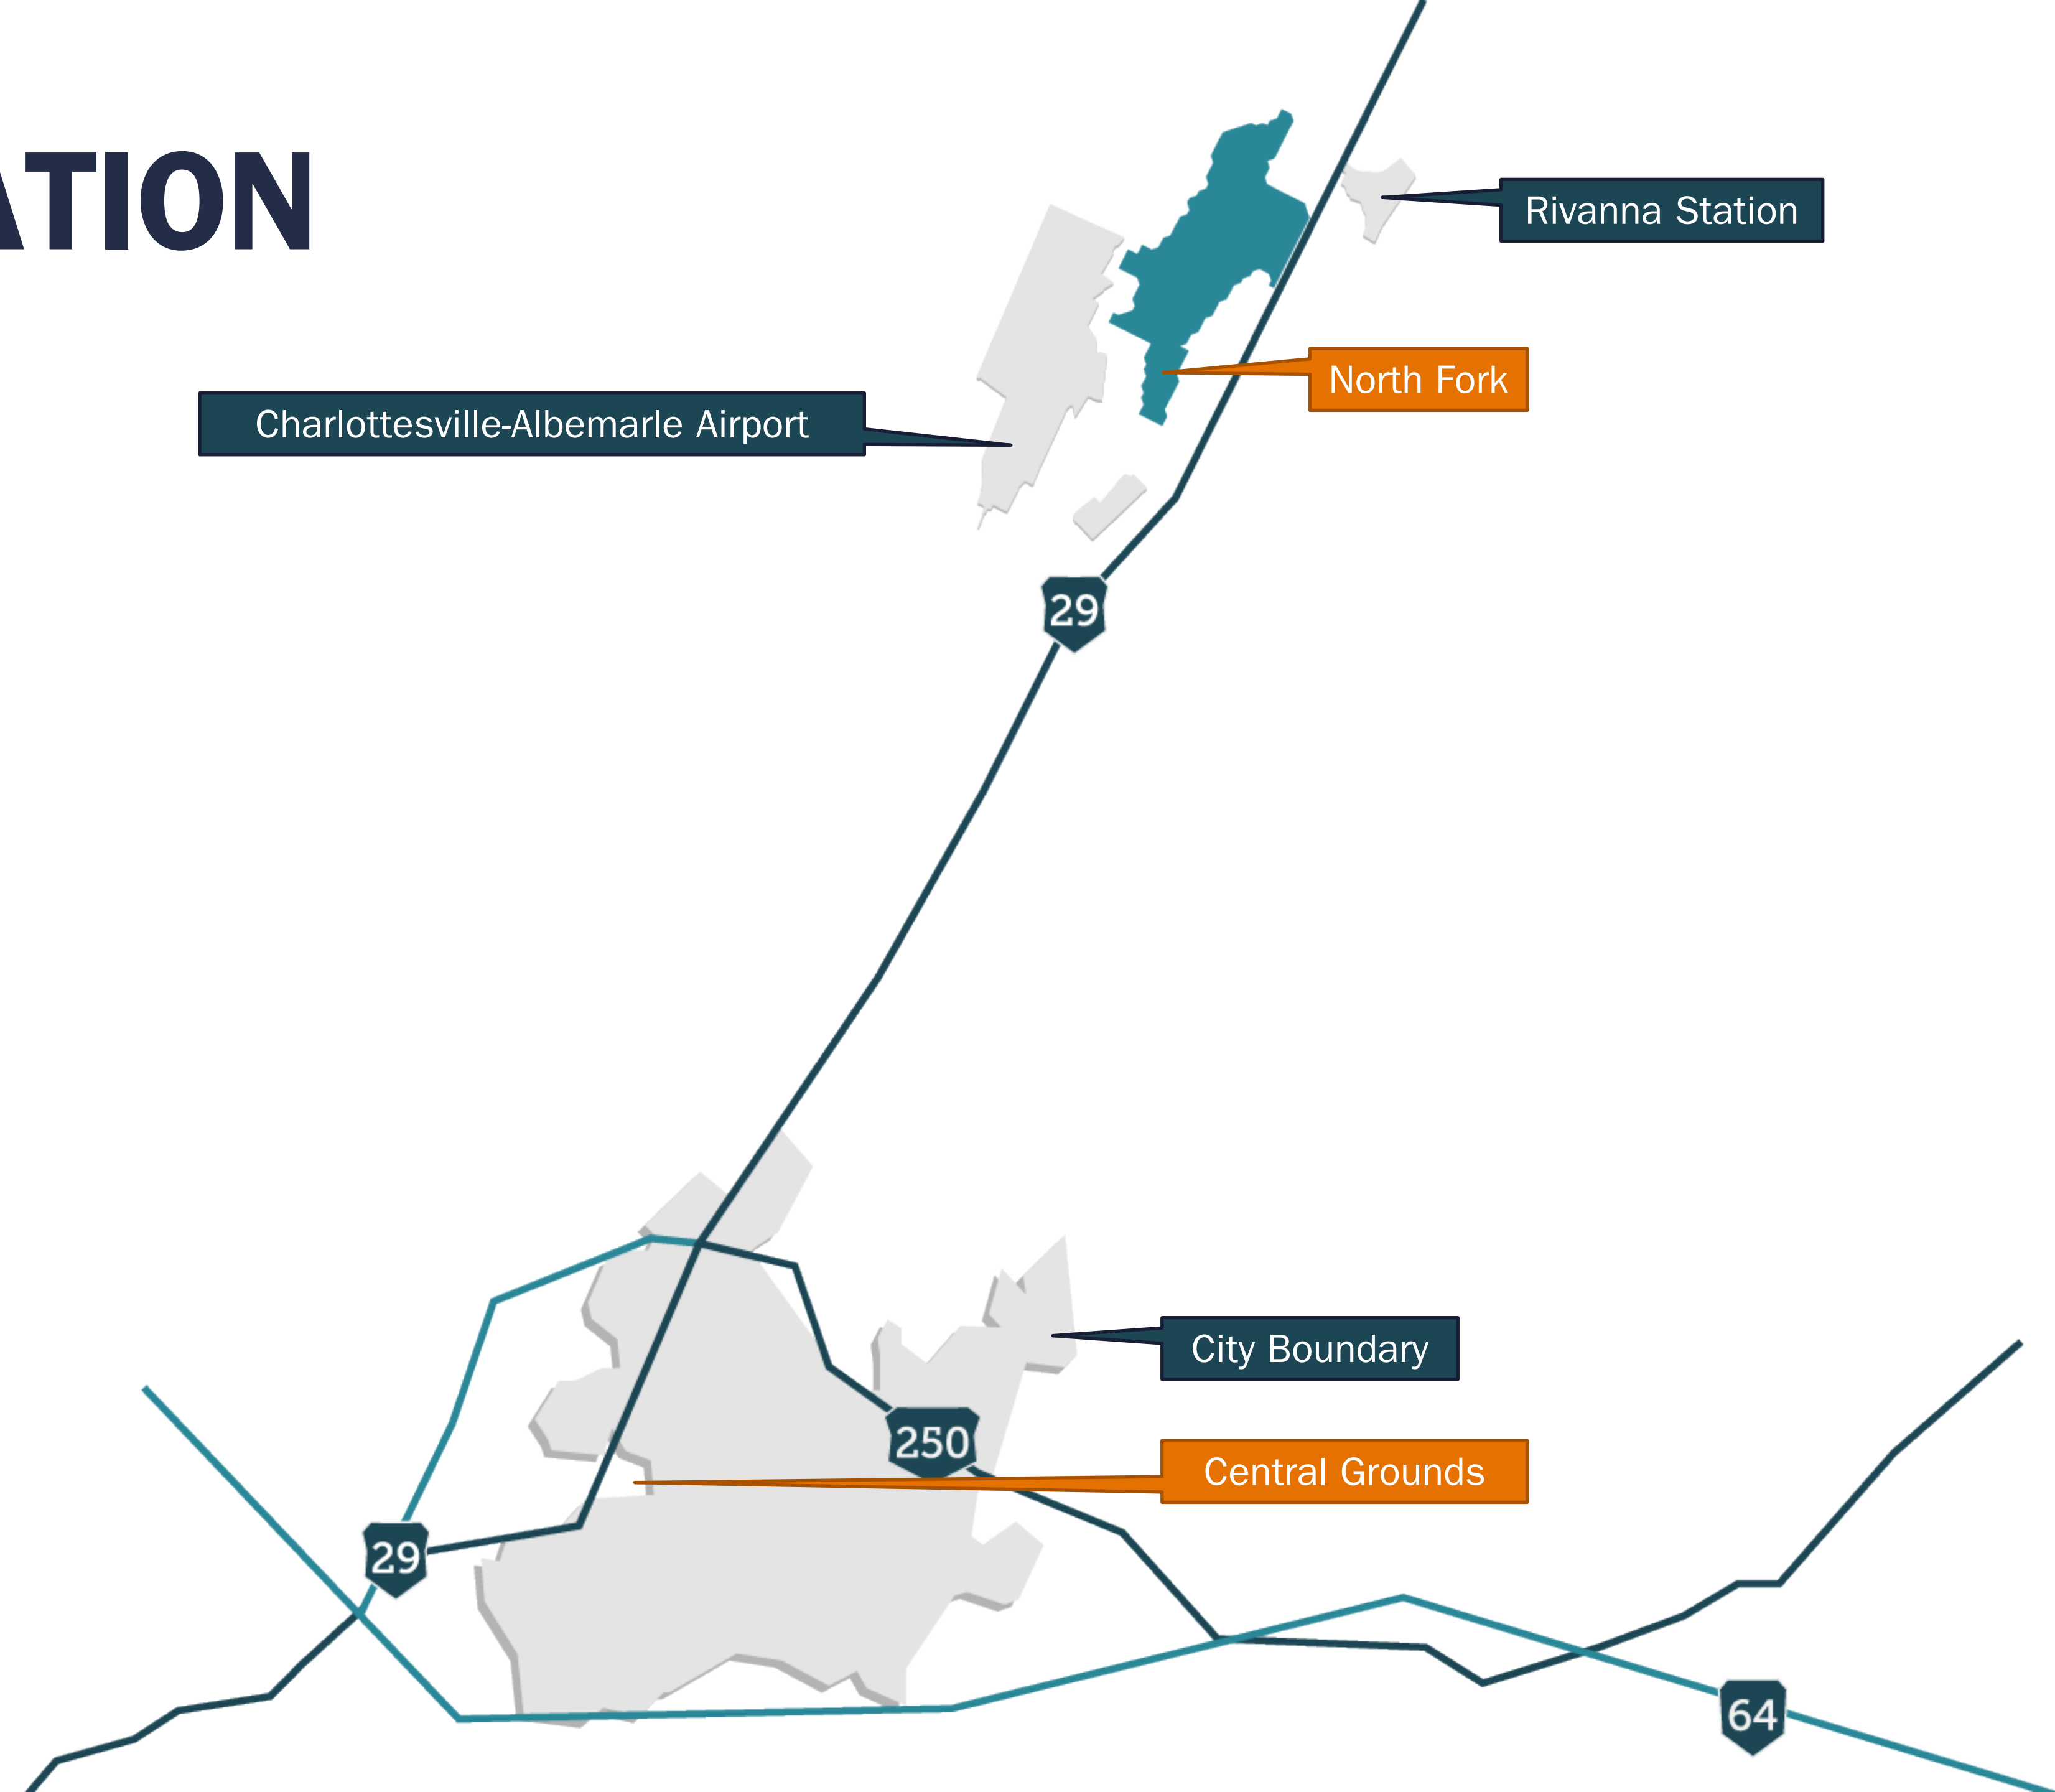 ATION
Rivanna Station
North Fork
Charlottesville-Albemarle Airport
29
City Boundary
250
Central Grounds
29
64